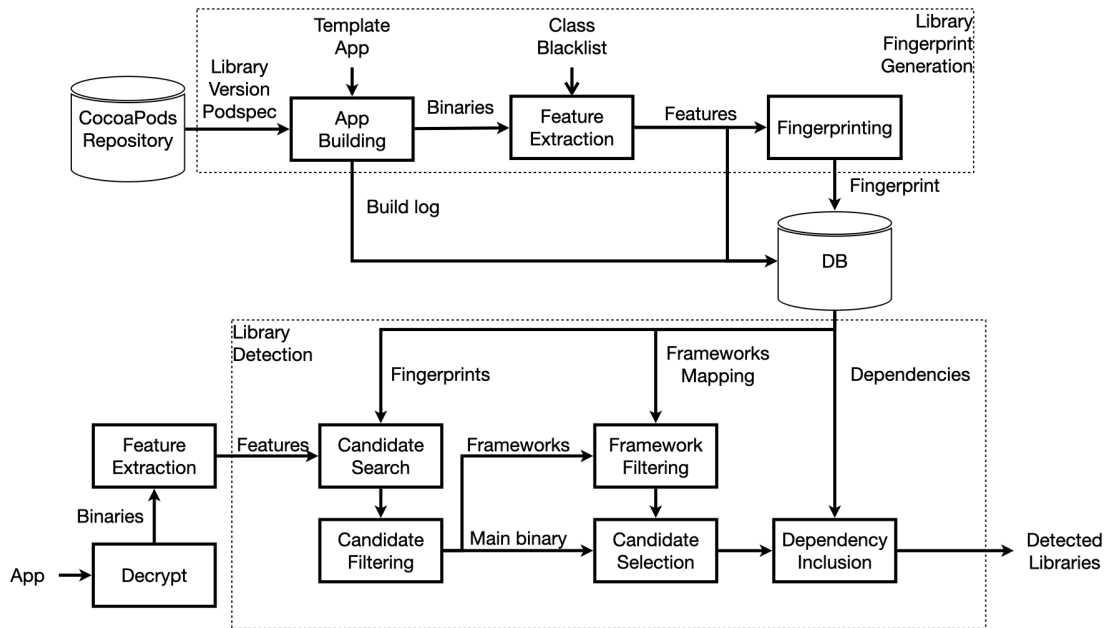 Template
App
Class
Blacklist
Library
Fingerprint
Generation
Library
Version
Podspec
CocoaPods
Repository
App
Building
Binaries
Feature
Extraction
Features
Fingerprinting
Build log
Fingerprint
DB
Library
Detection
Fingerprints
Frameworks
Mapping
Dependencies
Feature
Extraction
Features
Candidate
Search
Frameworks
Framework
Filtering
Binaries
App
Decrypt
Candidate
Filtering
Main binary
Candidate
Selection
Dependency
Inclusion
Detected
Libraries